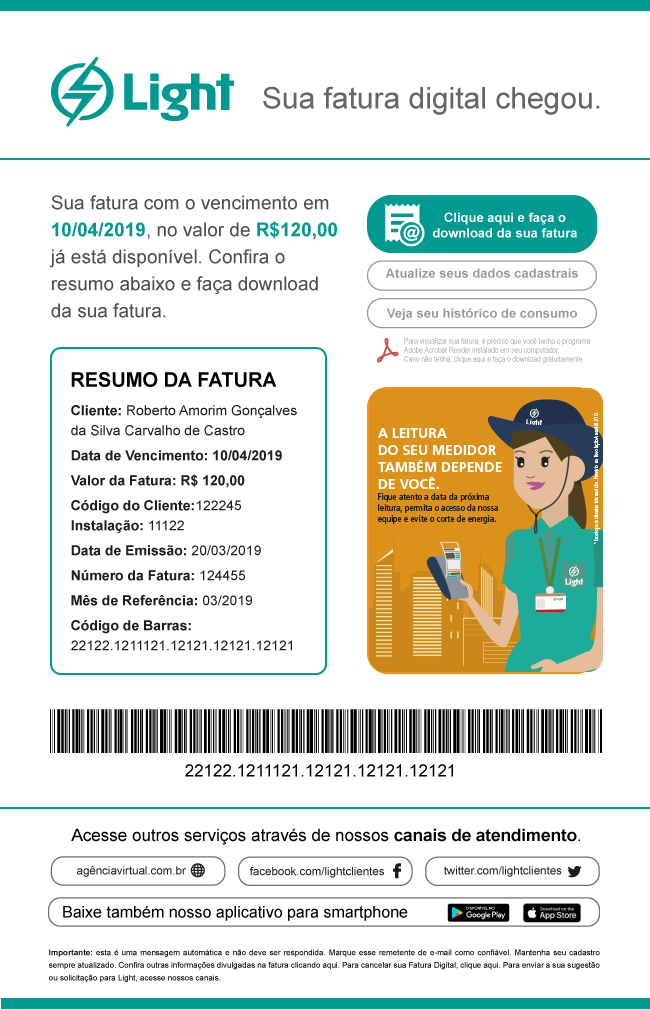 Light
Sua fatura digital chegou.
Sua fatura com o vencimento em
10/04/2019, no valor de R$120,00
já está disponível. Confira o
resumo abaixo e faça download
da sua fatura.
Clique aqui e faça o
download da sua fatura
Atualize seus dados cadastrais
Veja seu histórico de consumo
Para visualizar sua fatura, é preciso que você tenha o programa
Adobe Acrobat Reader instalado em seu computador.
Caso não tenha, clique aqui e faça o download gratuitamente.
RESUMO DA FATURA
Cliente: Roberto Amorim Gonçalves
da Silva Carvalho de Castro
Data de Vencimento: 10/04/2019
Valor da Fatura: R$ 120,00
Código do Cliente:122245
Instalação: 11122
Data de Emissão: 20/03/2019
Número da Fatura: 124455
Mês de Referência: 03/2019
Código de Barras:
22122.1211121.12121.12121.12121
A LEITURA
DO SEU MEDIDOR
TAMBÉM DEPENDE
DE VOCÊ.
Fique atento a data da próxima
leitura, permita o acesso da nossa
equipe e evite o corte de energia.
Light
Light
22122.1211121.12121.12121.12121
Acesse outros serviços através de nossos canais de atendimento.
agênciavirtual.com.br
facebook.com/lightclientes
twitter.com/lightclientes
Baixe também nosso aplicativo para smartphone
DISPONÍVEL NO
Google Play
Download on the
App Store
Importante: esta é uma mensagem automática e não deve ser respondida. Marque esse remetente de e-mail como confiável. Mantenha seu cadastro
sempre atualizado. Confira outras informações divulgadas na fatura clicando aqui. Para cancelar sua Fatura Digital, clique aqui. Para enviar a sua sugestão
ou solicitação para Light, acesse nossos canais.